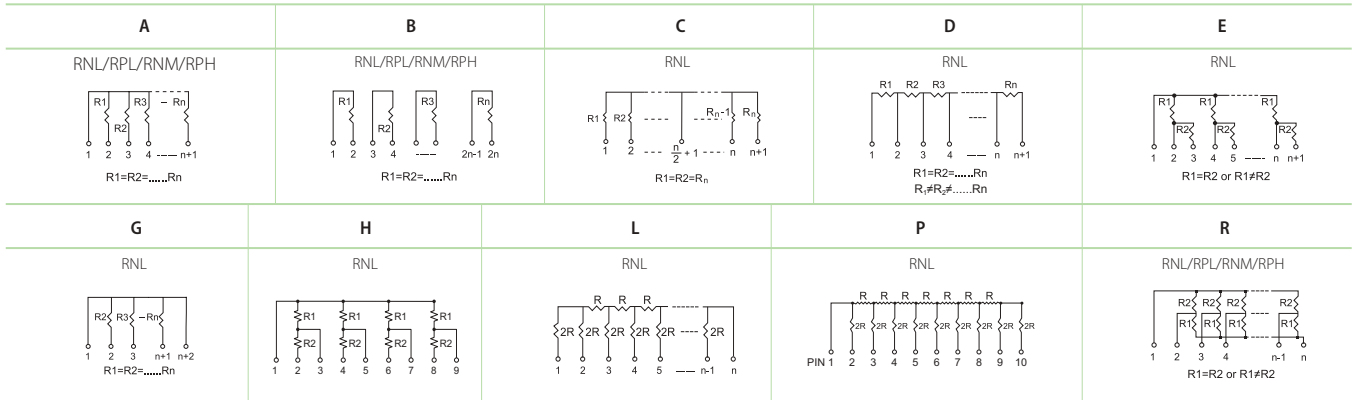 A B C D E
RNL/RPL/RNM/RPH RNL/RPL/RNM/RPH RNL RNL RNL
R1 R2 R3 Rn
1 2 3 4 n+1
R1=R2=......Rn
R1 R2 R3 Rn
1 2 3 4 2n-1 2n
R1=R2=......Rn
R1 R2 Rn-1 Rn
1 2 n/2 + 1 n n+1
R1=R2=Rn
R1 R2 R3 Rn
1 2 3 4 n n+1
R1=R2=......Rn
R1≠R2≠......Rn
R1 R1 R1
R2 R2 R2
1 2 3 4 5 n n+1
R1=R2 or R1≠R2
G H L P R
RNL RNL RNL RNL RNL/RPL/RNM/RPH
R2 R3 Rn
1 2 3 n+1 n+2
R1=R2=......Rn
R1 R1 R1 R1
R2 R2 R2 R2
1 2 3 4 5 6 7 8 9
R R R
2R 2R 2R 2R 2R 2R
1 2 3 4 5 n-1 n
R R R R R R R
2R 2R 2R 2R 2R 2R 2R 2R 2R
PIN 1 2 3 4 5 6 7 8 9 10
R2 R2 R2 R2
R1 R1 R1 R1
1 2 3 4 n-1 n
R1=R2 or R1≠R2